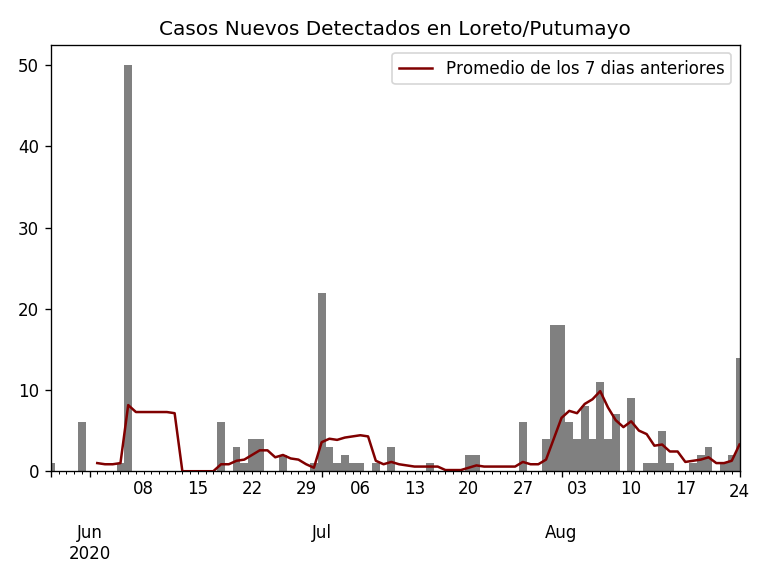 Casos Nuevos Detectados en Loreto/Putumayo
Promedio de los 7 dias anteriores
50
40
30
20
10
0
08 15 22 29 06 13 20 27 03 10 17 24
Jun Jul Aug
2020